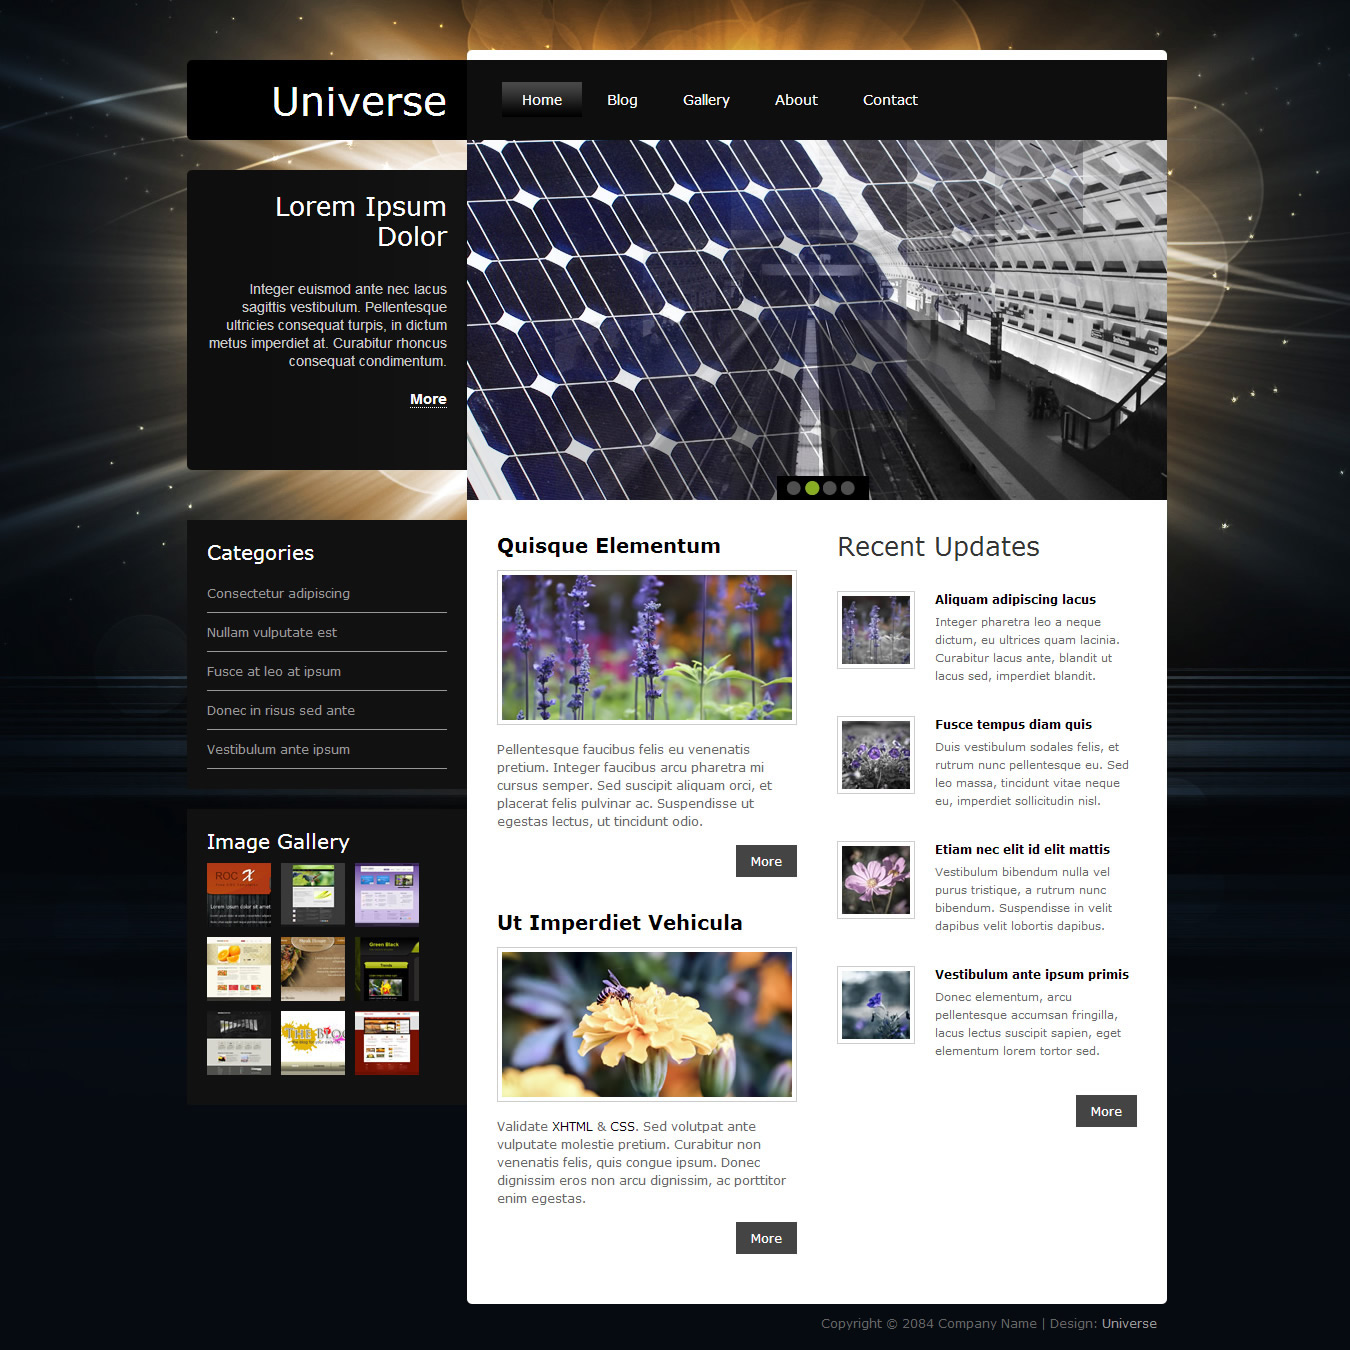 Universe
Home Blog Gallery About Contact
Lorem Ipsum
Dolor
Integer euismod ante nec lacus
sagittis vestibulum. Pellentesque
ultricies consequat turpis, in dictum
metus imperdiet at. Curabitur rhoncus
consequat condimentum.
More
Categories
Consectetur adipiscing
Nullam vulputate est
Fusce at leo at ipsum
Donec in risus sed ante
Vestibulum ante ipsum
Image Gallery
ROC X
Lorem ipsum dolor sit amet
Green Black
Quisque Elementum
Pellentesque faucibus felis eu venenatis
pretium. Integer faucibus arcu pharetra mi
cursus semper. Sed suscipit aliquam orci, et
placerat felis pulvinar ac. Suspendisse ut
egestas lectus, ut tincidunt odio.
More
Ut Imperdiet Vehicula
Validate XHTML & CSS. Sed volutpat ante
vulputate molestie pretium. Curabitur non
venenatis felis, quis congue ipsum. Donec
dignissim eros non arcu dignissim, ac porttitor
enim egestas.
More
Recent Updates
Aliquam adipiscing lacus
Integer pharetra leo a neque
dictum, eu ultrices quam lacinia.
Curabitur lacus ante, blandit ut
lacus sed, imperdiet blandit.
Fusce tempus diam quis
Duis vestibulum sodales felis, et
rutrum nunc pellentesque eu. Sed
leo massa, tincidunt vitae neque
eu, imperdiet sollicitudin nisl.
Etiam nec elit id elit mattis
Vestibulum bibendum nulla vel
purus tristique, a rutrum nunc
bibendum. Suspendisse in velit
dapibus velit lobortis dapibus.
Vestibulum ante ipsum primis
Donec elementum, arcu
pellentesque accumsan fringilla,
lacus lectus suscipit sapien, eget
elementum lorem tortor sed.
More
Copyright © 2084 Company Name | Design: Universe